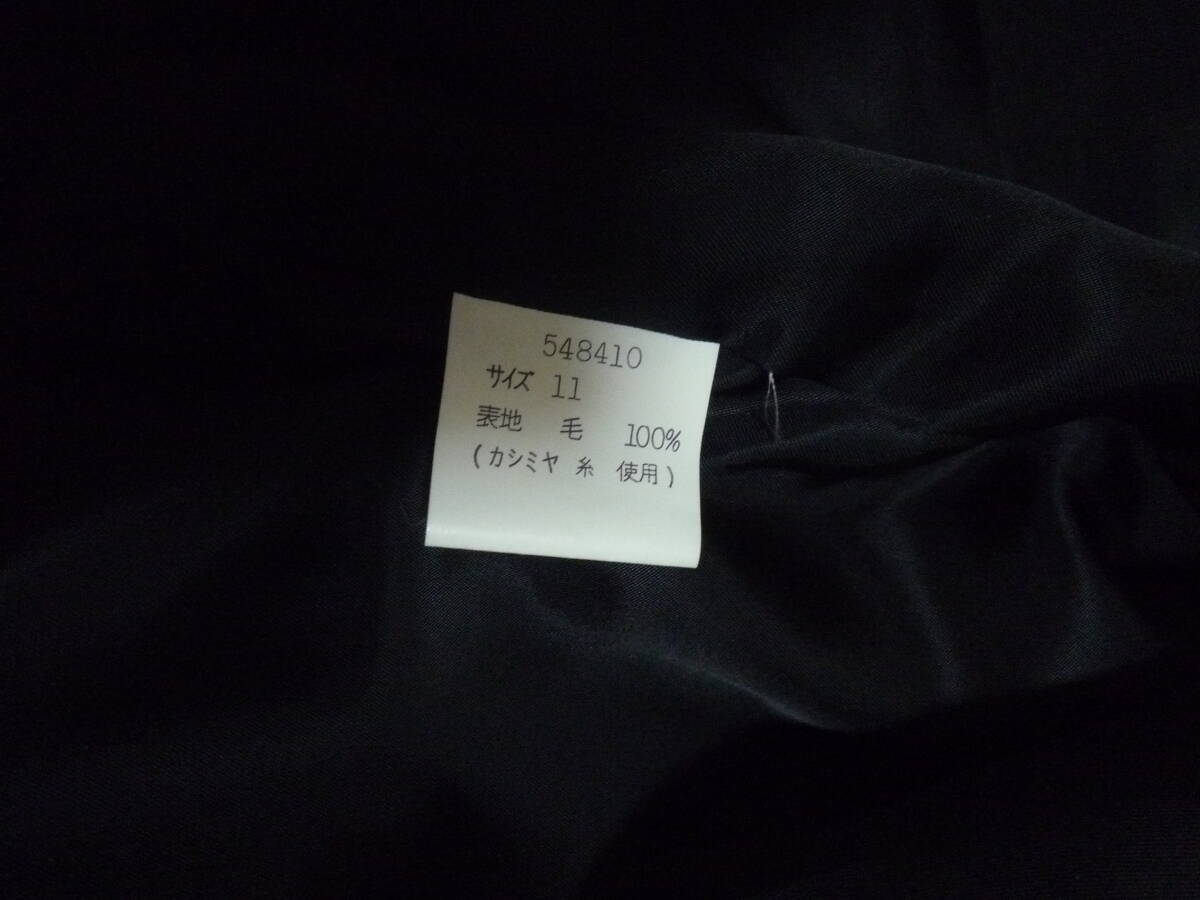 548410
サイズ 11
表地 毛 100%
(カシミヤ 糸 使用)